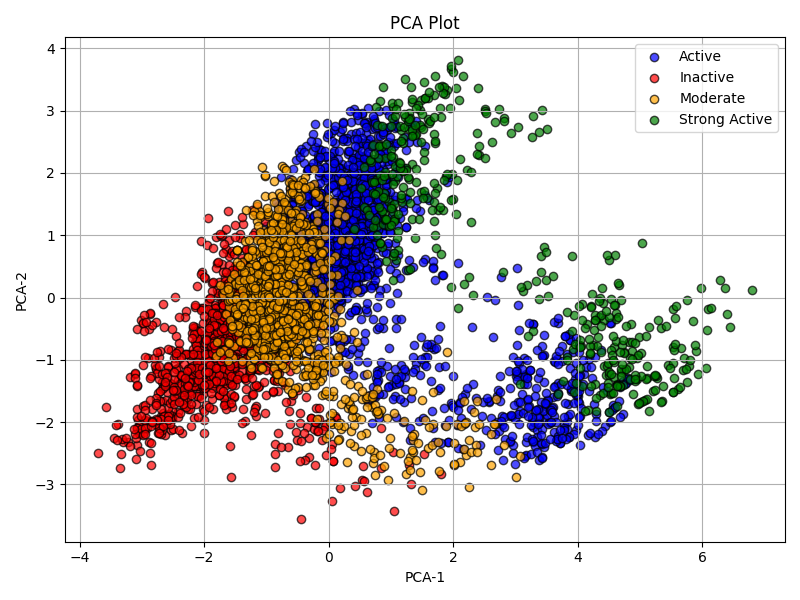 PCA Plot
Active
Inactive
Moderate
Strong Active
4
3
2
1
0
−1
−2
−3
PCA-2
−4
−2
0
2
4
6
PCA-1